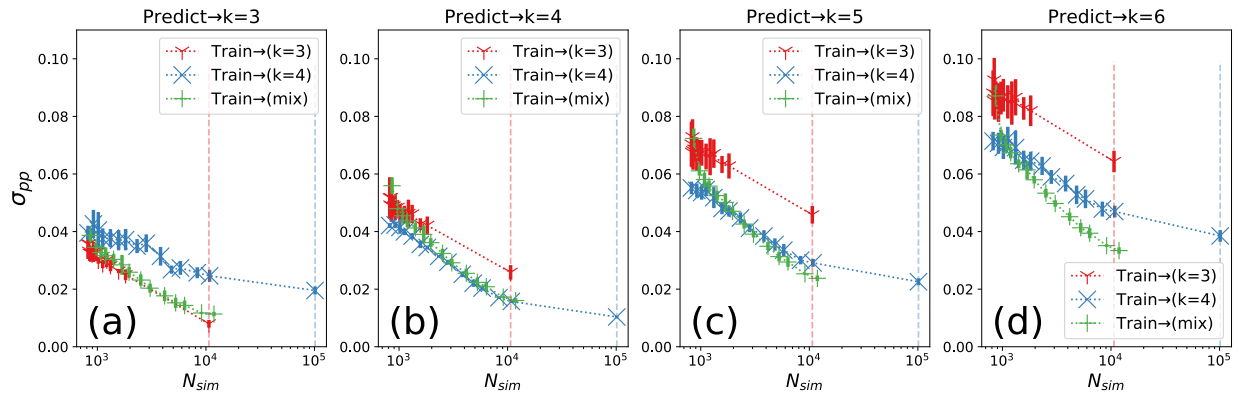 Predict→k=3
Predict→k=4
Predict→k=5
Predict→k=6
σpp
0.10
0.08
0.06
0.04
0.02
0.00
Train→(k=3)
Train→(k=4)
Train→(mix)
(a)
10³
10⁴
10⁵
Nsim
0.10
0.08
0.06
0.04
0.02
0.00
Train→(k=3)
Train→(k=4)
Train→(mix)
(b)
10³
10⁴
10⁵
Nsim
0.10
0.08
0.06
0.04
0.02
0.00
Train→(k=3)
Train→(k=4)
Train→(mix)
(c)
10³
10⁴
10⁵
Nsim
0.10
0.08
0.06
0.04
0.02
0.00
Train→(k=3)
Train→(k=4)
Train→(mix)
(d)
10³
10⁴
10⁵
Nsim